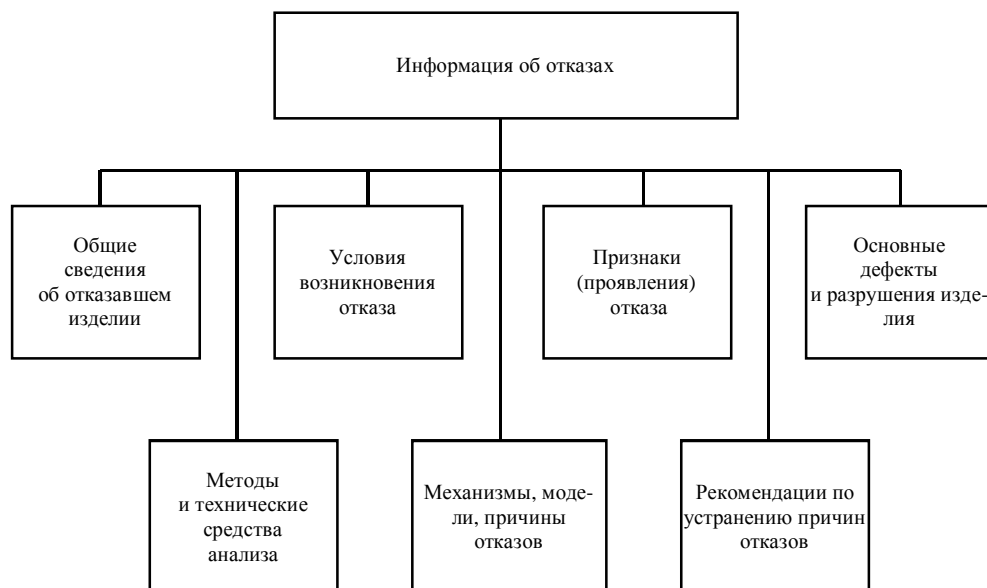 Информация об отказах
Общие
сведения
об отказавшем
изделии
Условия
возникновения
отказа
Признаки
(проявления)
отказа
Основные
дефекты
и разрушения изде-
лия
Методы
и технические
средства
анализа
Механизмы, моде-
ли, причины
отказов
Рекомендации по
устранению причин
отказов